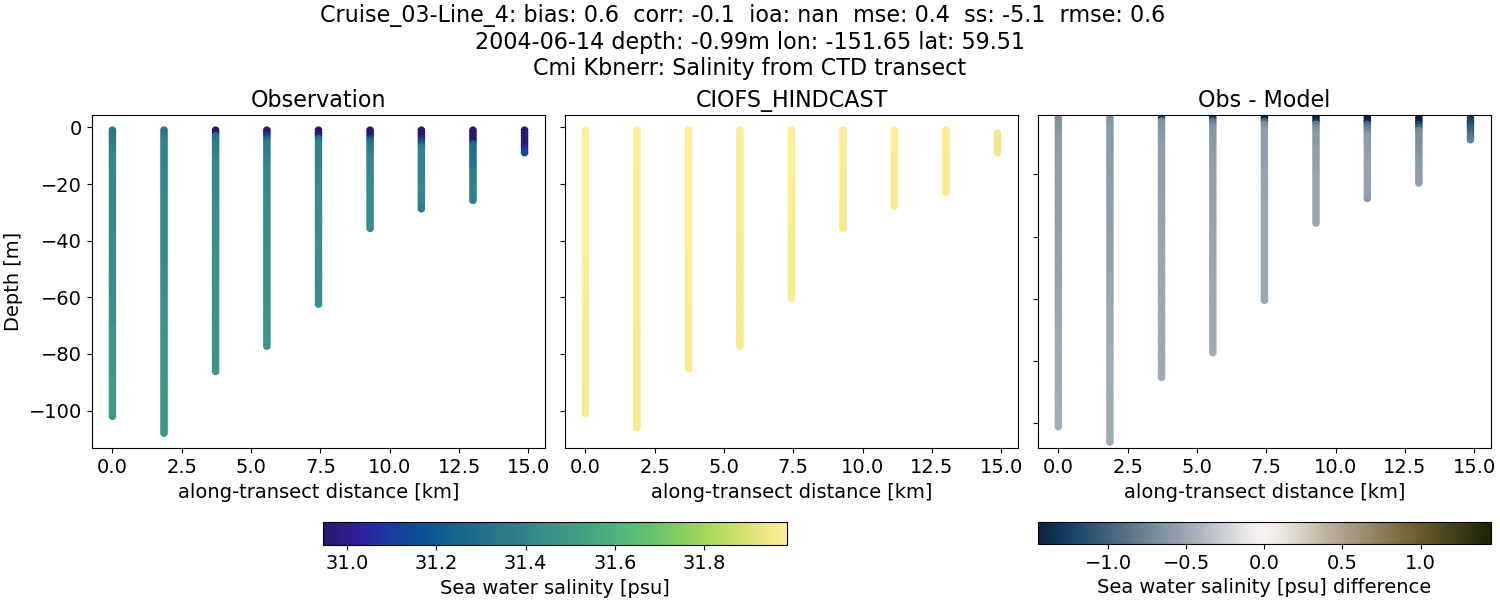 Cruise_03-Line_4: bias: 0.6  corr: -0.1  ioa: nan  mse: 0.4  ss: -5.1  rmse: 0.6
2004-06-14 depth: -0.99m lon: -151.65 lat: 59.51
Cmi Kbnerr: Salinity from CTD transect
Observation
CIOFS_HINDCAST
Obs - Model
Depth [m]
0
−20
−40
−60
−80
−100
0.0 2.5 5.0 7.5 10.0 12.5 15.0
0.0 2.5 5.0 7.5 10.0 12.5 15.0
0.0 2.5 5.0 7.5 10.0 12.5 15.0
along-transect distance [km]
along-transect distance [km]
along-transect distance [km]
31.0 31.2 31.4 31.6 31.8
Sea water salinity [psu]
−1.0 −0.5 0.0 0.5 1.0
Sea water salinity [psu] difference